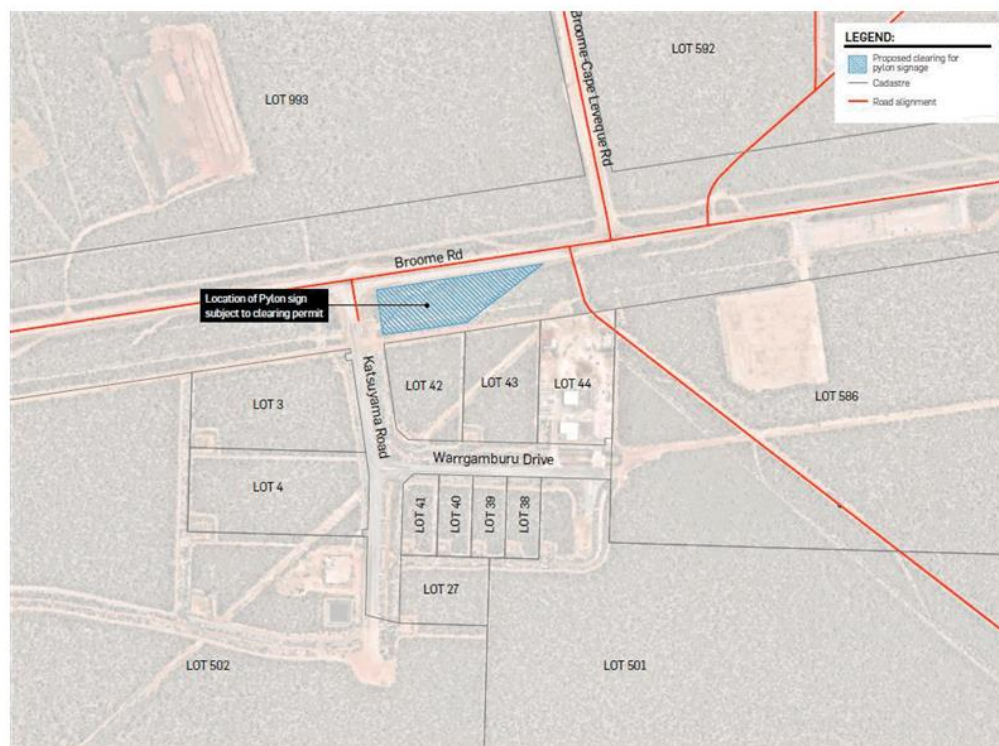 LEGEND:
Proposed clearing for
pylon signage
Cadastre
Road alignment
LOT 592
LOT 993
Broome-Cape Leveque Rd
Broome Rd
Location of Pylon sign
subject to clearing permit
Katsuyama Road
LOT 42
LOT 43
LOT 44
LOT 586
LOT 3
Warrgamburu Drive
LOT 4
LOT 41
LOT 40
LOT 39
LOT 38
LOT 27
LOT 502
LOT 501